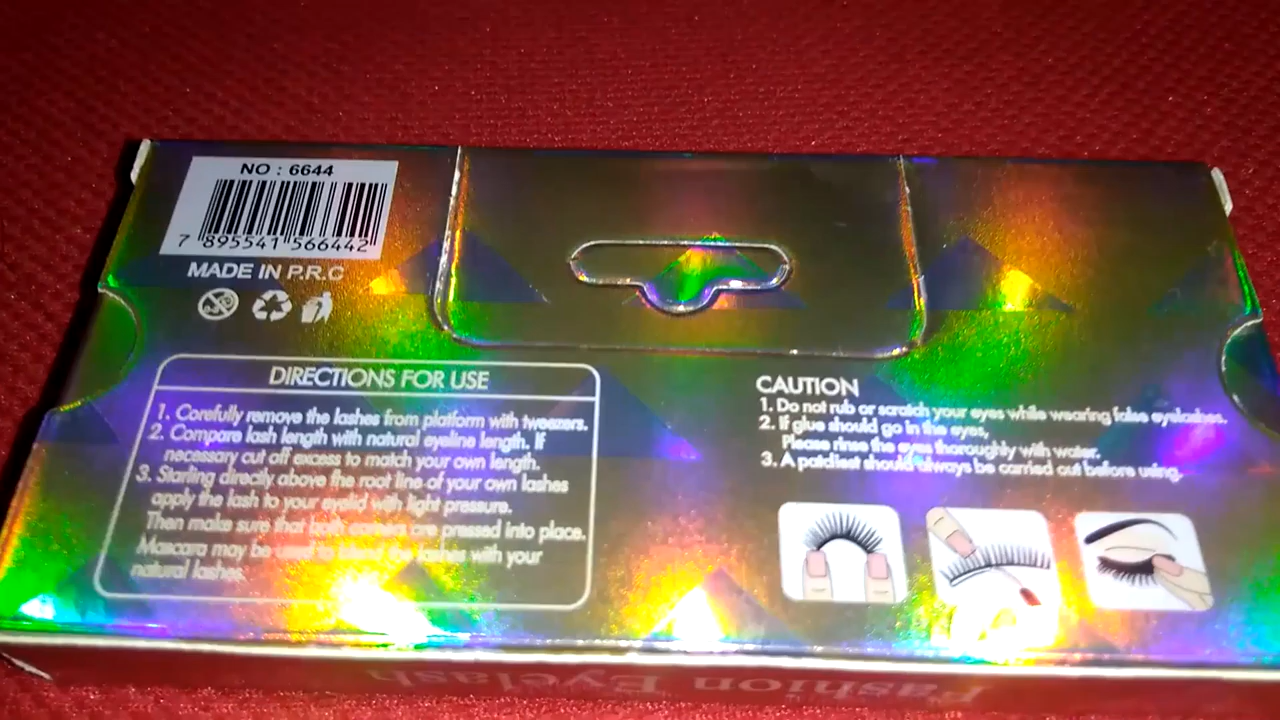 NO : 6644
7 895541 566442
MADE IN P.R.C
DIRECTIONS FOR USE
1. Carefully remove the lashes from platform with tweezers.
2. Compare lash length with natural eyeline length. If
necessary cut off excess to match your own length.
3. Starting directly above the root line of your own lashes
apply the lash to your eyelid with light pressure.
Then make sure that both corners are pressed into place.
Mascara may be used to blend the lashes with your
natural lashes.
CAUTION
1. Do not rub or scratch your eyes while wearing false eyelashes.
2. If glue should go in the eyes,
Please rinse the eyes thoroughly with water.
3. A patchest should always be carried out before using.
Fashion Eyelash